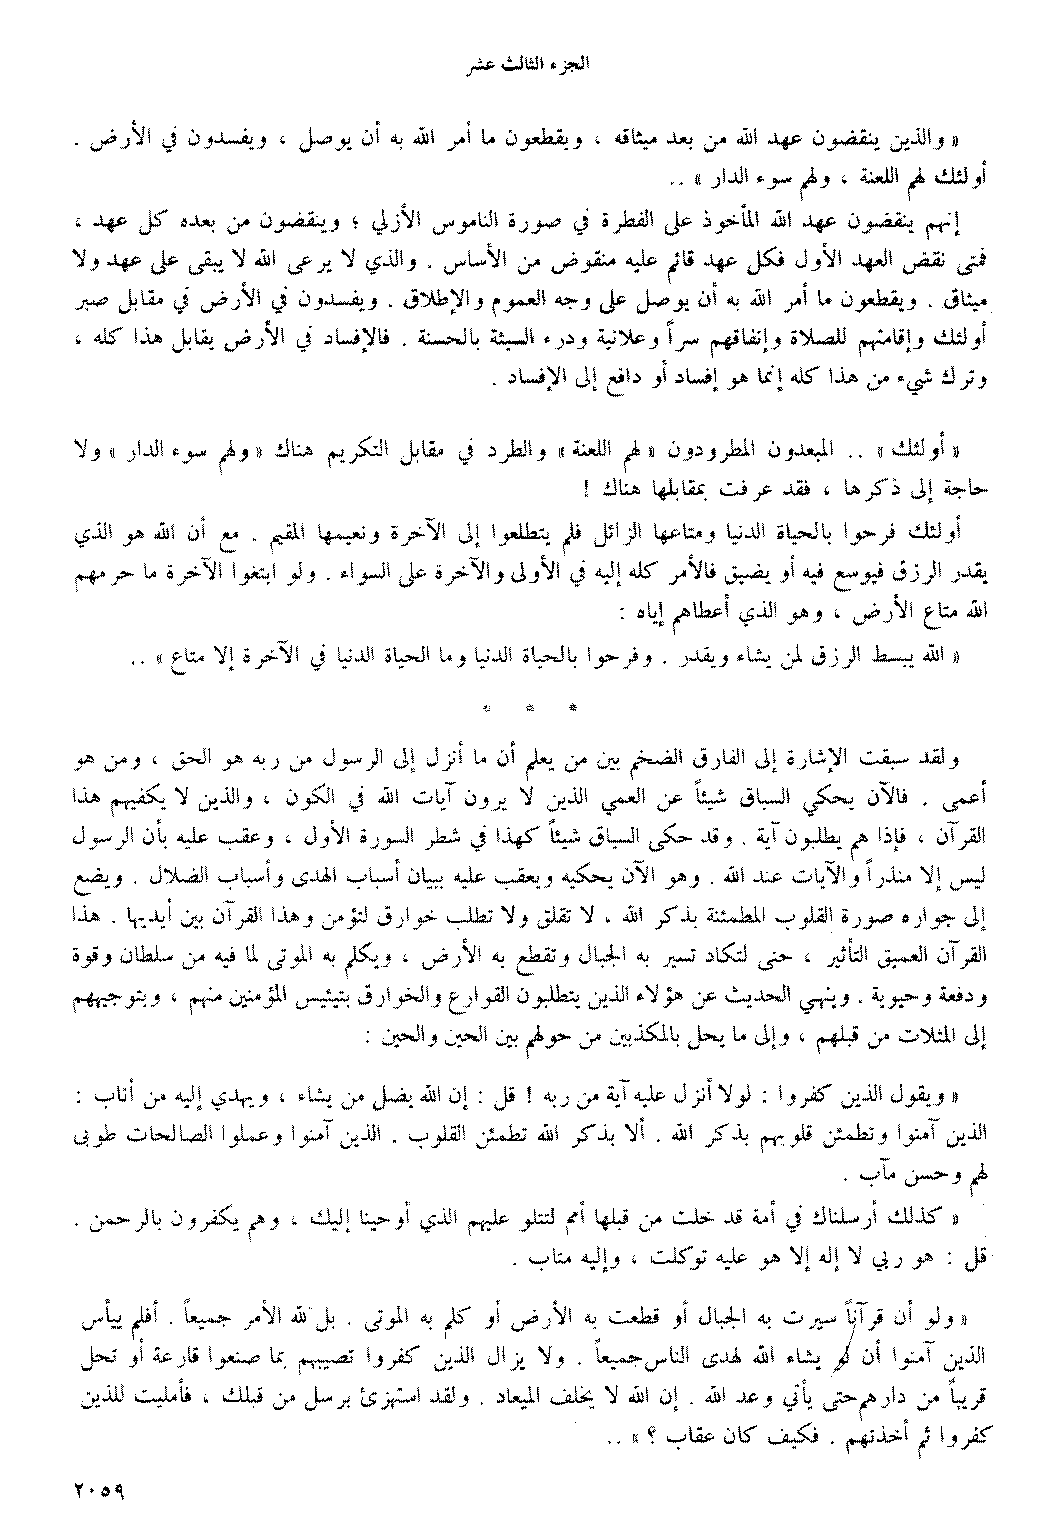 الجزء الثالث عشر
« والذين ينقضون عهد الله من بعد ميثاقه ، ويقطعون ما أمر الله به أن يوصل ، ويفسدون في الأرض .
أولئك لهم اللعنة ، ولهم سوء الدار » ..
إنهم ينقضون عهد الله المأخوذ على الفطرة في صورة الناموس الأزلي ؛ وينقضون من بعده كل عهد ،
فمتى نقض العهد الأول فكل عهد قائم عليه منقوض من الأساس . والذي لا يرعى الله لا يبقى على عهد ولا
ميثاق . ويقطعون ما أمر الله به أن يوصل على وجه العموم والإطلاق . ويفسدون في الأرض في مقابل صبر
أولئك وإقامتهم للصلاة وإنفاقهم سراً وعلانية ودرء السيئة بالحسنة . فالإفساد في الأرض يقابل هذا كله ،
وترك شيء من هذا كله إنما هو إفساد أو دافع إلى الإفساد .
« أولئك » .. المبعدون المطرودون « لهم اللعنة » والطرد في مقابل التكريم هناك « ولهم سوء الدار » ولا
حاجة إلى ذكرها ، فقد عرفت بمقابلها هناك !
أولئك فرحوا بالحياة الدنيا ومتاعها الزائل فلم يتطلعوا إلى الآخرة ونعيمها المقيم . مع أن الله هو الذي
يقدر الرزق فيوسع فيه أو يضيق فالأمر كله إليه في الأولى والآخرة على السواء . ولو ابتغوا الآخرة ما حرمهم
الله متاع الأرض ، وهو الذي أعطاهم إياه :
« الله يبسط الرزق لمن يشاء ويقدر . وفرحوا بالحياة الدنيا وما الحياة الدنيا في الآخرة إلا متاع » ..
* * *
ولقد سبقت الإشارة إلى الفارق الضخم بين من يعلم أن ما أنزل إلى الرسول من ربه هو الحق ، ومن هو
أعمى . فالآن يحكي السياق شيئاً عن العمي الذين لا يرون آيات الله في الكون ، والذين لا يكفيهم هذا
القرآن ، فإذا هم يطلبون آية . وقد حكى السياق شيئاً كهذا في شطر السورة الأول ، وعقب عليه بأن الرسول
ليس إلا منذراً والآيات عند الله . وهو الآن يحكيه ويعقب عليه ببيان أسباب الهدى وأسباب الضلال . ويضع
إلى جواره صورة القلوب المطمئنة بذكر الله ، لا تقلق ولا تطلب خوارق لتؤمن وهذا القرآن بين أيديها . هذا
القرآن العميق التأثير ، حتى لتكاد تسير به الجبال وتقطع به الأرض ، ويكلم به الموتى لما فيه من سلطان وقوة
ودفعة وحيوية . وينهي الحديث عن هؤلاء الذين يتطلبون القوارع والخوارق بتيئيس المؤمنين منهم ، وبتوجيههم
إلى المثلات من قبلهم ، وإلى ما يحل بالمكذبين من حولهم بين الحين والحين :
« ويقول الذين كفروا : لولا أنزل عليه آية من ربه ! قل : إن الله يضل من يشاء ، ويهدي إليه من أناب :
الذين آمنوا وتطمئن قلوبهم بذكر الله . ألا بذكر الله تطمئن القلوب . الذين آمنوا وعملوا الصالحات طوبى
لهم وحسن مآب .
« كذلك أرسلناك في أمة قد خلت من قبلها أمم لتتلو عليهم الذي أوحينا إليك ، وهم يكفرون بالرحمن .
قل : هو ربي لا إله إلا هو عليه توكلت ، وإليه متاب .
« ولو أن قرآناً سيرت به الجبال أو قطعت به الأرض أو كلم به الموتى . بل لله الأمر جميعاً . أفلم ييأس
الذين آمنوا أن لو يشاء الله لهدى الناس جميعاً . ولا يزال الذين كفروا تصيبهم بما صنعوا قارعة أو تحل
قريباً من دارهم حتى يأتي وعد الله . إن الله لا يخلف الميعاد . ولقد استهزئ برسل من قبلك ، فأمليت للذين
كفروا ثم أخذتهم . فكيف كان عقاب ؟ » ..
٢٠٥٩